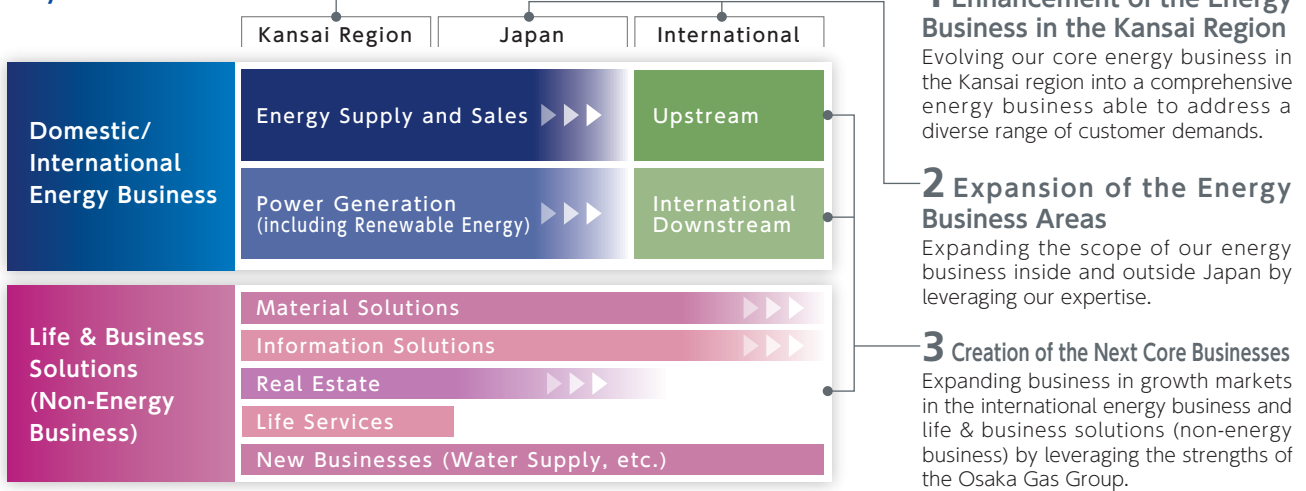 Kansai Region
Japan
International
Domestic/
International
Energy Business
Energy Supply and Sales
Upstream
Power Generation
(including Renewable Energy)
International
Downstream
Life & Business
Solutions
(Non-Energy
Business)
Material Solutions
Information Solutions
Real Estate
Life Services
New Businesses (Water Supply, etc.)
Enhancement of the Energy
Business in the Kansai Region
Evolving our core energy business in
the Kansai region into a comprehensive
energy business able to address a
diverse range of customer demands.
2 Expansion of the Energy
Business Areas
Expanding the scope of our energy
business inside and outside Japan by
leveraging our expertise.
3 Creation of the Next Core Businesses
Expanding business in growth markets
in the international energy business and
life & business solutions (non-energy
business) by leveraging the strengths of
the Osaka Gas Group.